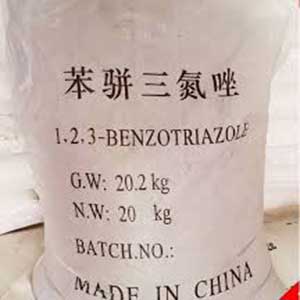 苯骈三氮唑
1,2,3-BENZOTRIAZOLE
G.W: 20.2 kg
N.W: 20 kg
BATCH.NO.:
MADE IN CHINA